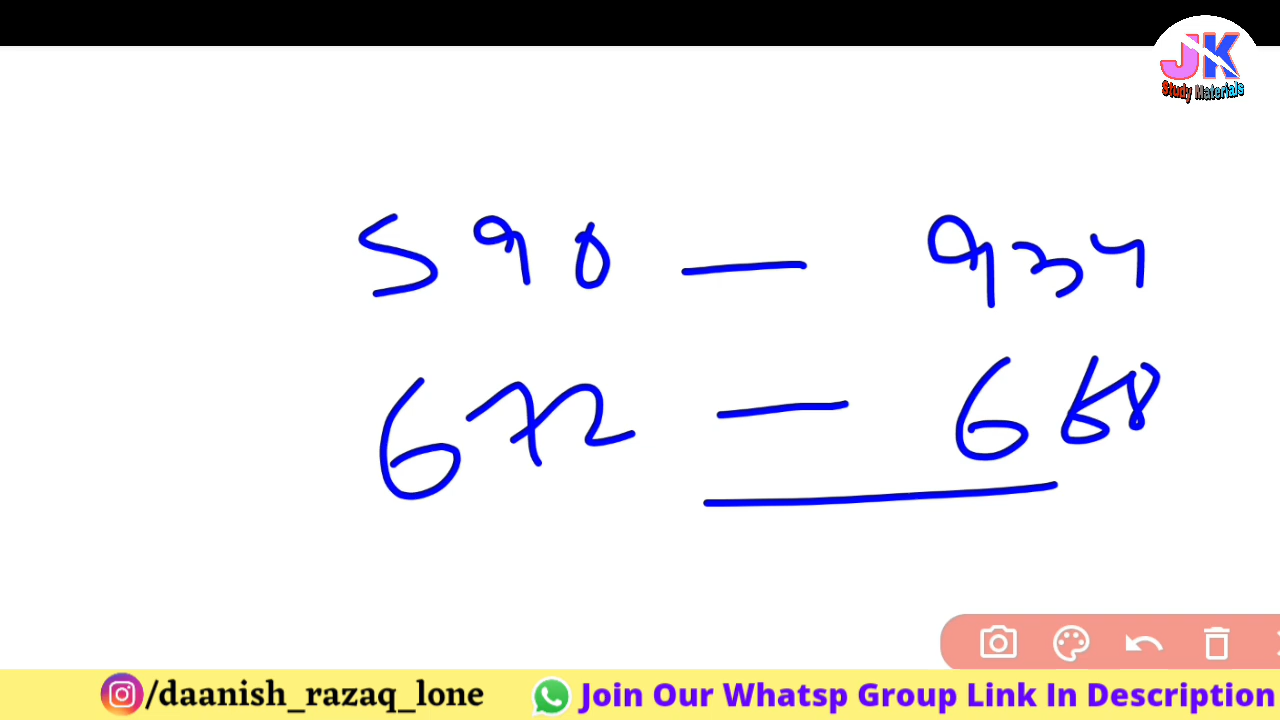 JK
Study Materials
590 — 934
672 — 668
/daanish_razaq_lone
Join Our Whatsp Group Link In Description